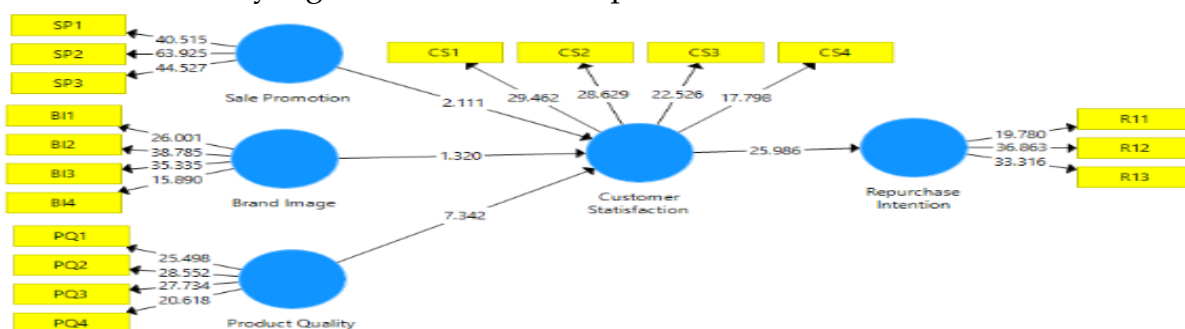 SP1
SP2
SP3
40.515
63.925
44.527
Sale Promotion
BI1
BI2
BI3
BI4
26.001
38.785
35.335
15.890
Brand Image
PQ1
PQ2
PQ3
PQ4
25.498
28.552
27.734
20.618
Product Quality
2.111
1.320
7.342
CS1
CS2
CS3
CS4
29.462
28.629
22.526
17.798
Customer
Statisfaction
25.986
Repurchase
Intention
19.780
36.863
33.316
R11
R12
R13